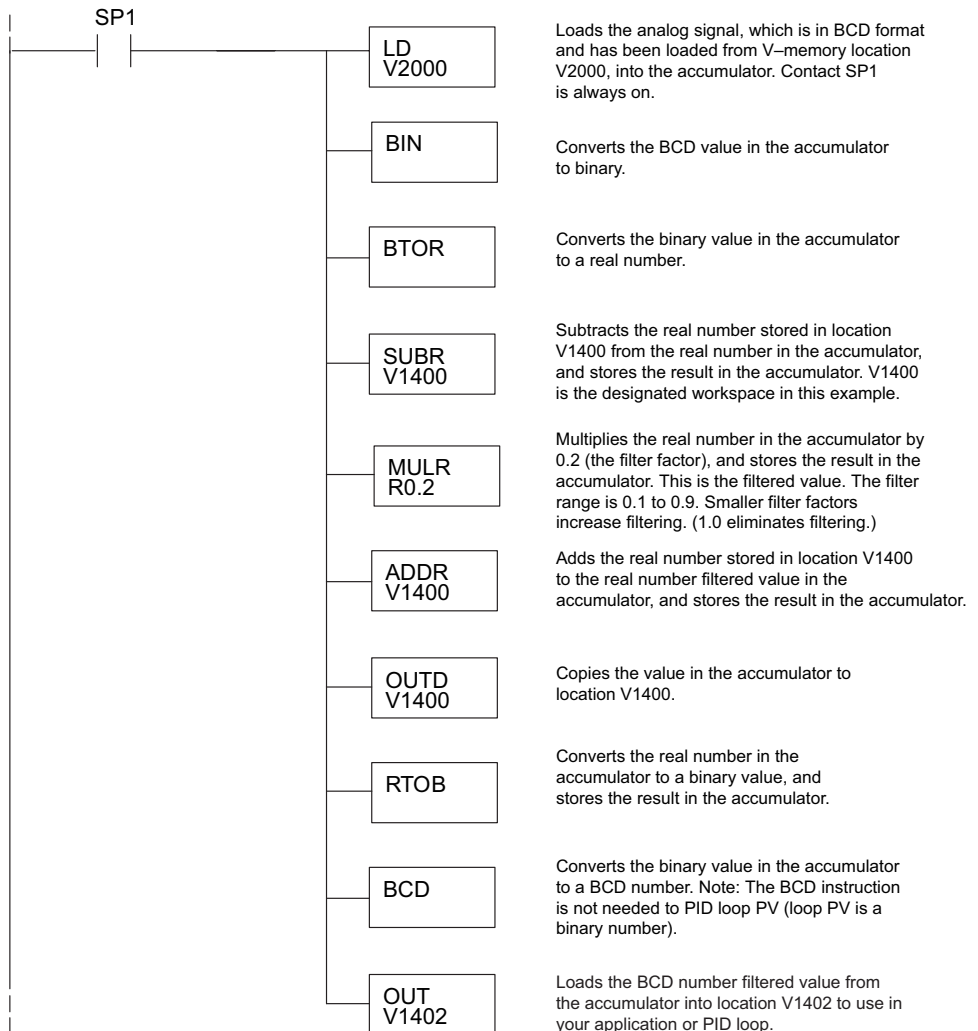 SP1
LD
V2000
Loads the analog signal, which is in BCD format
and has been loaded from V–memory location
V2000, into the accumulator. Contact SP1
is always on.
BIN
Converts the BCD value in the accumulator
to binary.
BTOR
Converts the binary value in the accumulator
to a real number.
SUBR
V1400
Subtracts the real number stored in location
V1400 from the real number in the accumulator,
and stores the result in the accumulator. V1400
is the designated workspace in this example.
MULR
R0.2
Multiplies the real number in the accumulator by
0.2 (the filter factor), and stores the result in the
accumulator. This is the filtered value. The filter
range is 0.1 to 0.9. Smaller filter factors
increase filtering. (1.0 eliminates filtering.)
ADDR
V1400
Adds the real number stored in location V1400
to the real number filtered value in the
accumulator, and stores the result in the accumulator.
OUTD
V1400
Copies the value in the accumulator to
location V1400.
RTOB
Converts the real number in the
accumulator to a binary value, and
stores the result in the accumulator.
BCD
Converts the binary value in the accumulator
to a BCD number. Note: The BCD instruction
is not needed to PID loop PV (loop PV is a
binary number).
OUT
V1402
Loads the BCD number filtered value from
the accumulator into location V1402 to use in
your application or PID loop.